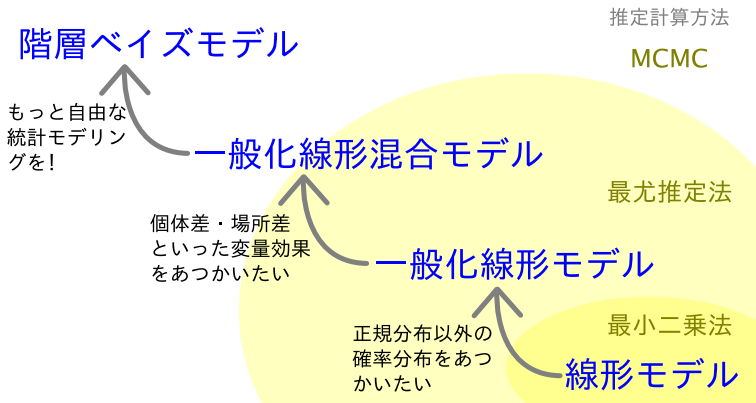 推定計算方法
階層ベイズモデル
MCMC
もっと自由な
統計モデリン
グを!
一般化線形混合モデル
最尤推定法
個体差・場所差
といった変量効果
をあつかいたい
一般化線形モデル
最小二乗法
正規分布以外の
確率分布をあつ
かいたい
線形モデル